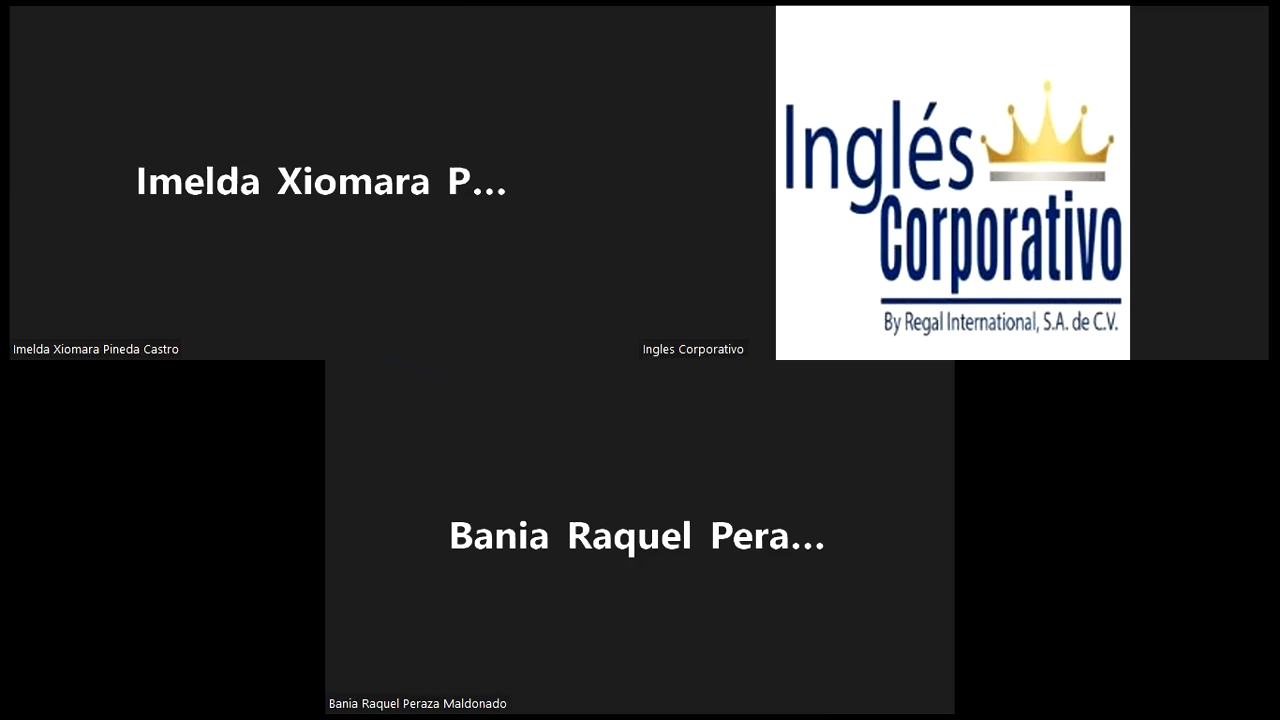 Imelda Xiomara P...
Imelda Xiomara Pineda Castro
Inglés
Corporativo
By Regal International, S.A. de C.V.
Ingles Corporativo
Bania Raquel Pera...
Bania Raquel Peraza Maldonado